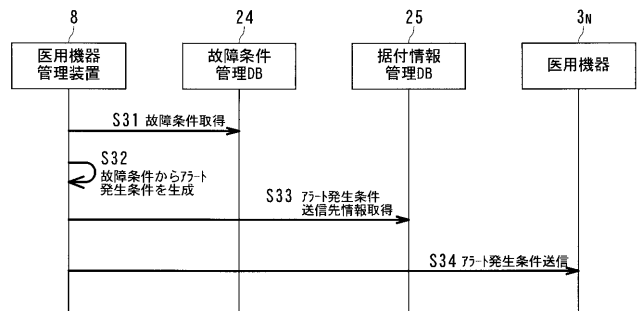 8
24
25
3N
医用機器
管理装置
故障条件
管理DB
据付情報
管理DB
医用機器
S31 故障条件取得
S32
故障条件からアラート
発生条件を生成
S33 アラート発生条件
送信先情報取得
S34 アラート発生条件送信